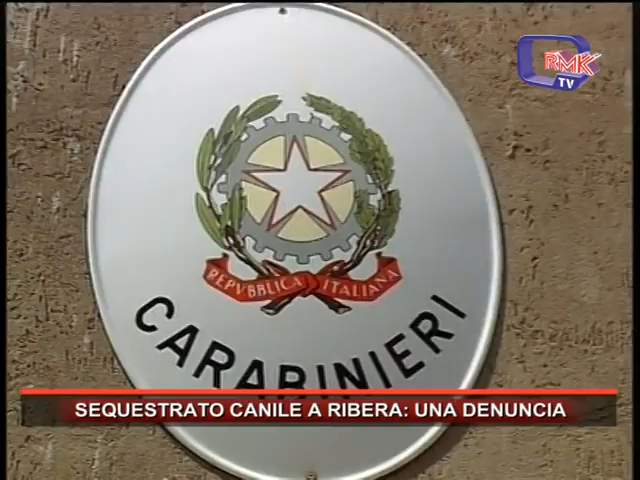 RMK
TV
REPVBBLICA ITALIANA
CARABINIERI
SEQUESTRATO CANILE A RIBERA: UNA DENUNCIA